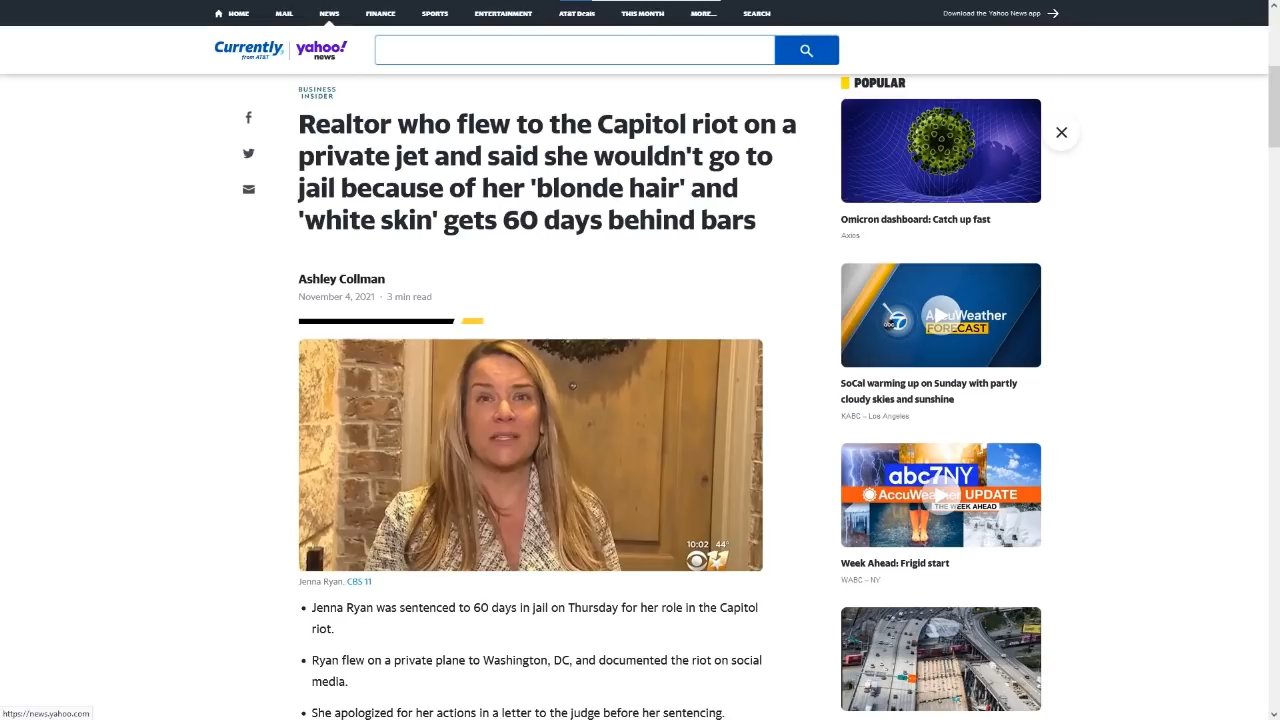 HOME MAIL NEWS FINANCE SPORTS ENTERTAINMENT AT&T Deals THIS MONTH MORE... SEARCH Download the Yahoo News app
Currently,
from AT&T
yahoo!
news
BUSINESS
INSIDER
Realtor who flew to the Capitol riot on a
private jet and said she wouldn't go to
jail because of her 'blonde hair' and
'white skin' gets 60 days behind bars
Ashley Collman
November 4, 2021 · 3 min read
10:02 44°
11
Jenna Ryan. CBS 11
• Jenna Ryan was sentenced to 60 days in jail on Thursday for her role in the Capitol
riot.
• Ryan flew on a private plane to Washington, DC, and documented the riot on social
media.
• She apologized for her actions in a letter to the judge before her sentencing.
POPULAR
Omicron dashboard: Catch up fast
Axios
abc 7
AccuWeather
FORECAST
SoCal warming up on Sunday with partly
cloudy skies and sunshine
KABC – Los Angeles
abc7NY
AccuWeather UPDATE
THE WEEK AHEAD
Week Ahead: Frigid start
WABC – NY
https://news.yahoo.com